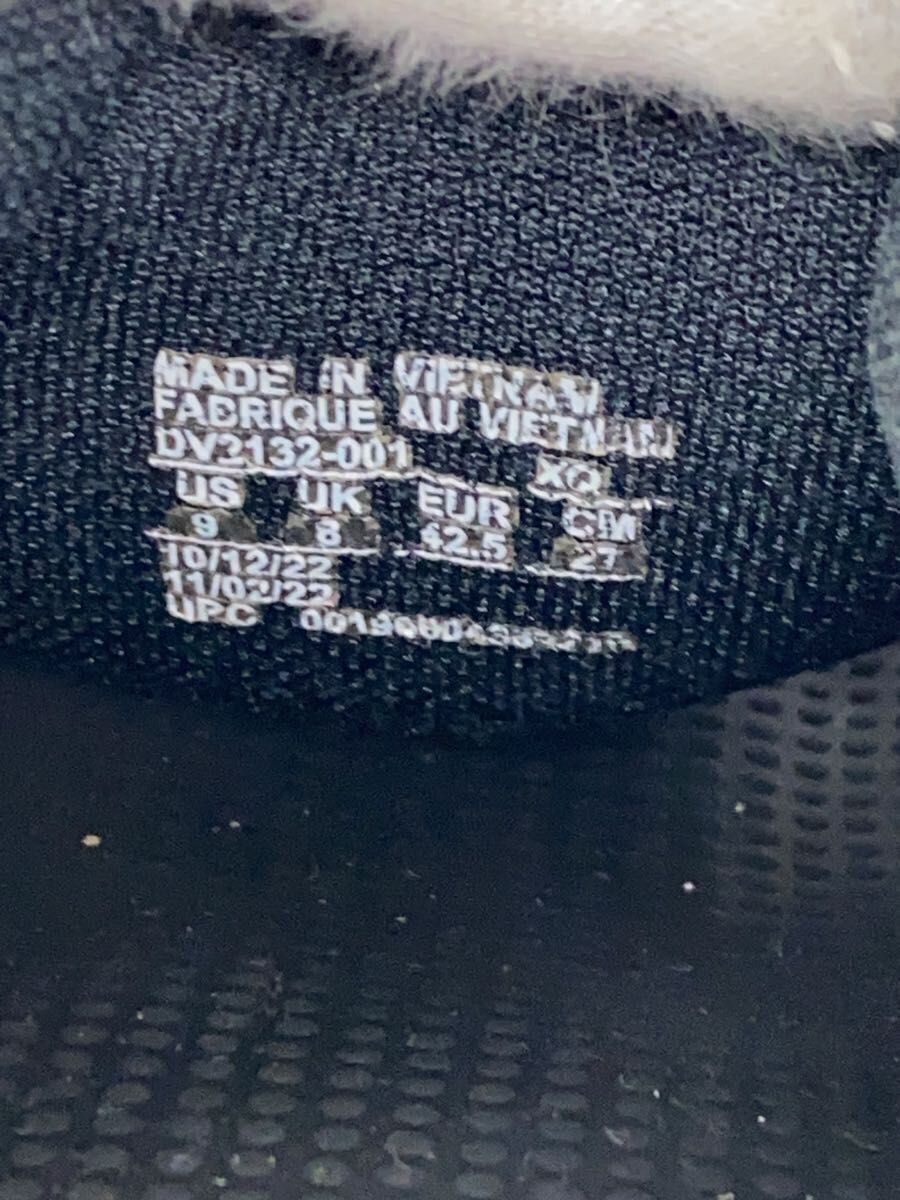 MADE IN VIETNAM
FABRIQUE AU VIETNAM
DV2132-001 XQ
US UK EUR CM
9 8 42.5 27
10/12/22
11/02/22
UPC